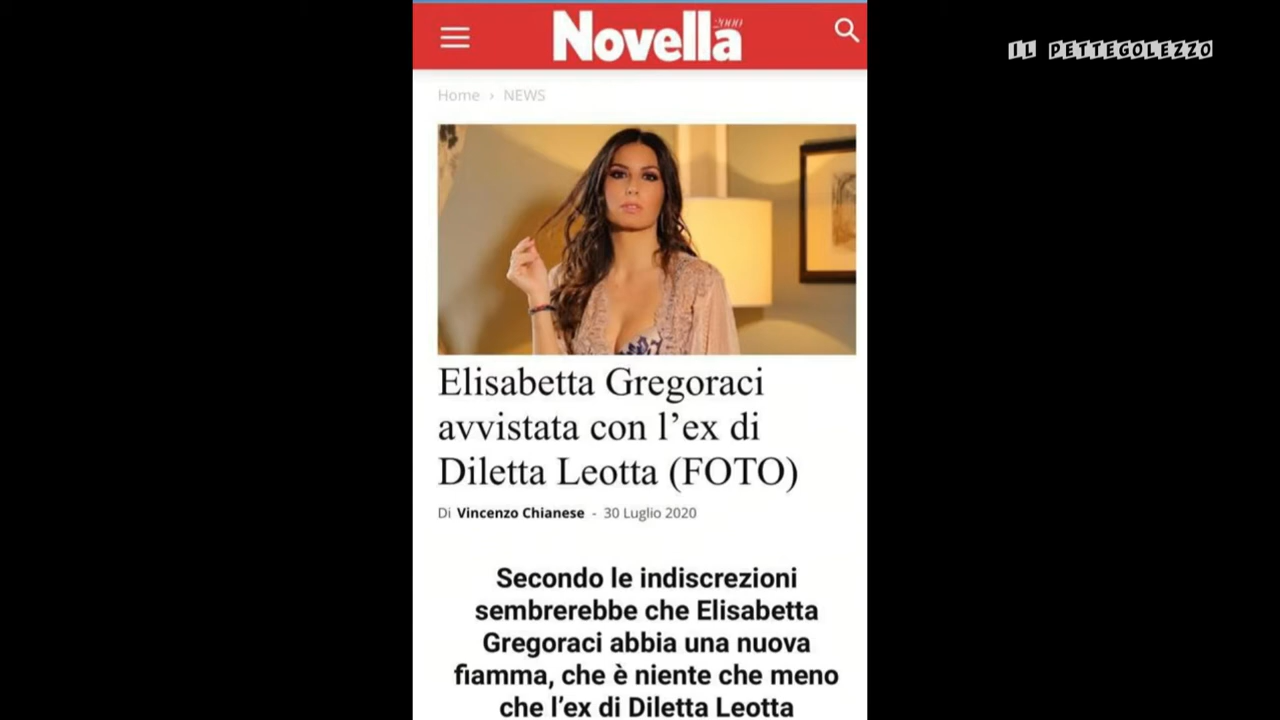 Novella
2000
IL PETTEGOLEZZO
Home › NEWS
Elisabetta Gregoraci
avvistata con l'ex di
Diletta Leotta (FOTO)
Di Vincenzo Chianese - 30 Luglio 2020
Secondo le indiscrezioni
sembrerebbe che Elisabetta
Gregoraci abbia una nuova
fiamma, che è niente che meno
che l'ex di Diletta Leotta